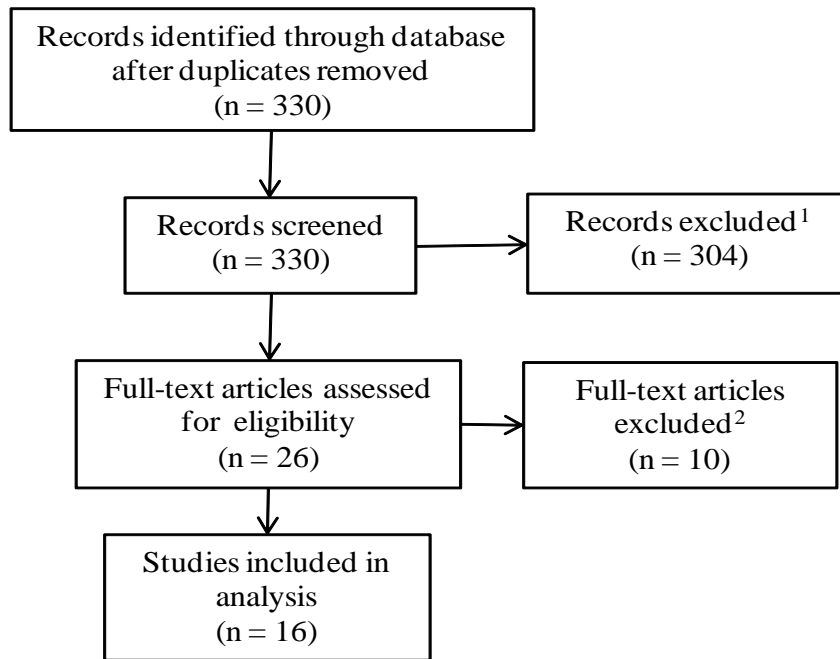 Records identified through database
after duplicates removed
(n = 330)
Records screened
(n = 330)
Records excluded¹
(n = 304)
Full-text articles assessed
for eligibility
(n = 26)
Full-text articles
excluded²
(n = 10)
Studies included in
analysis
(n = 16)